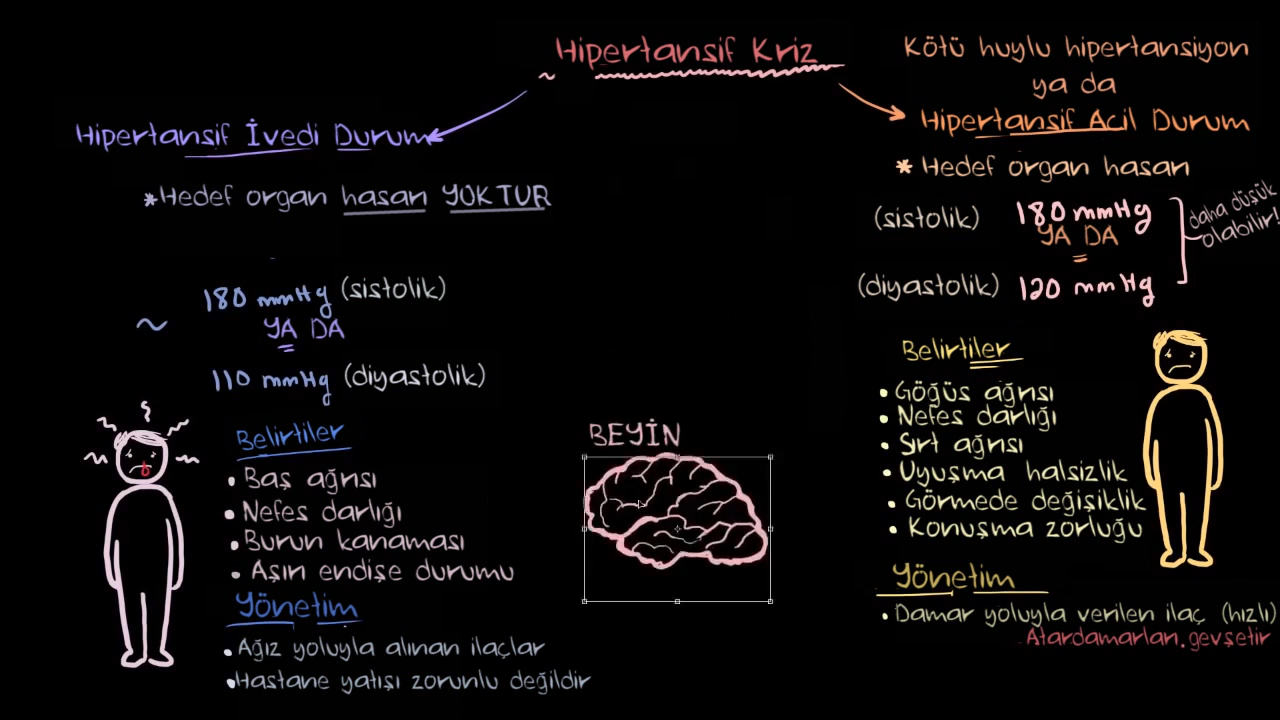 Hipertansif Kriz
Hipertansif İvedi Durum
*Hedef organ hasarı YOKTUR
180 mmHg (sistolik)
YA DA
~
110 mmHg (diyastolik)
Belirtiler
• Baş ağrısı
• Nefes darlığı
• Burun kanaması
• Aşırı endişe durumu
Yönetim
• Ağız yoluyla alınan ilaçlar
• Hastane yatışı zorunlu değildir
BEYİN
Kötü huylu hipertansiyon
ya da
Hipertansif Acil Durum
* Hedef organ hasarı
(sistolik) 180 mmHg
YA DA
(diyastolik) 120 mmHg
daha düşük
olabilir!
Belirtiler
• Göğüs ağrısı
• Nefes darlığı
• Sırt ağrısı
• Uyuşma halsizlik
• Görmede değişiklik
• Konuşma zorluğu
Yönetim
• Damar yoluyla verilen ilaç (hızlı)
Atardamarları gevşetir